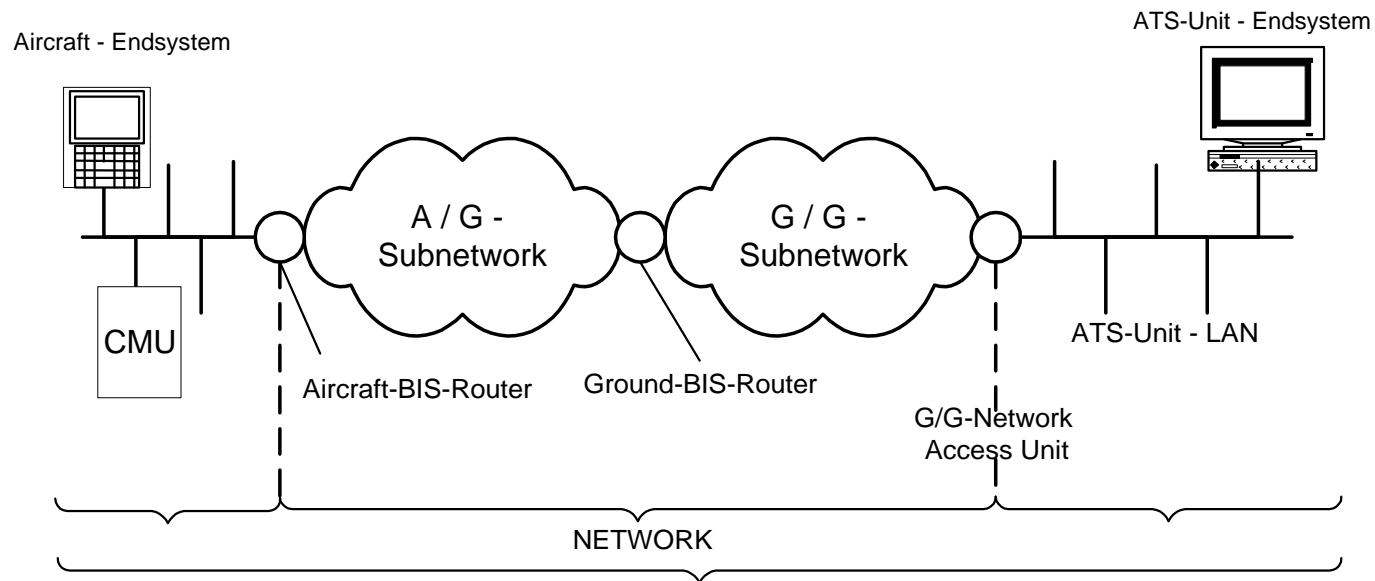 Aircraft - Endsystem
ATS-Unit - Endsystem
A / G -
Subnetwork
G / G -
Subnetwork
CMU
Aircraft-BIS-Router
Ground-BIS-Router
ATS-Unit - LAN
G/G-Network
Access Unit
NETWORK